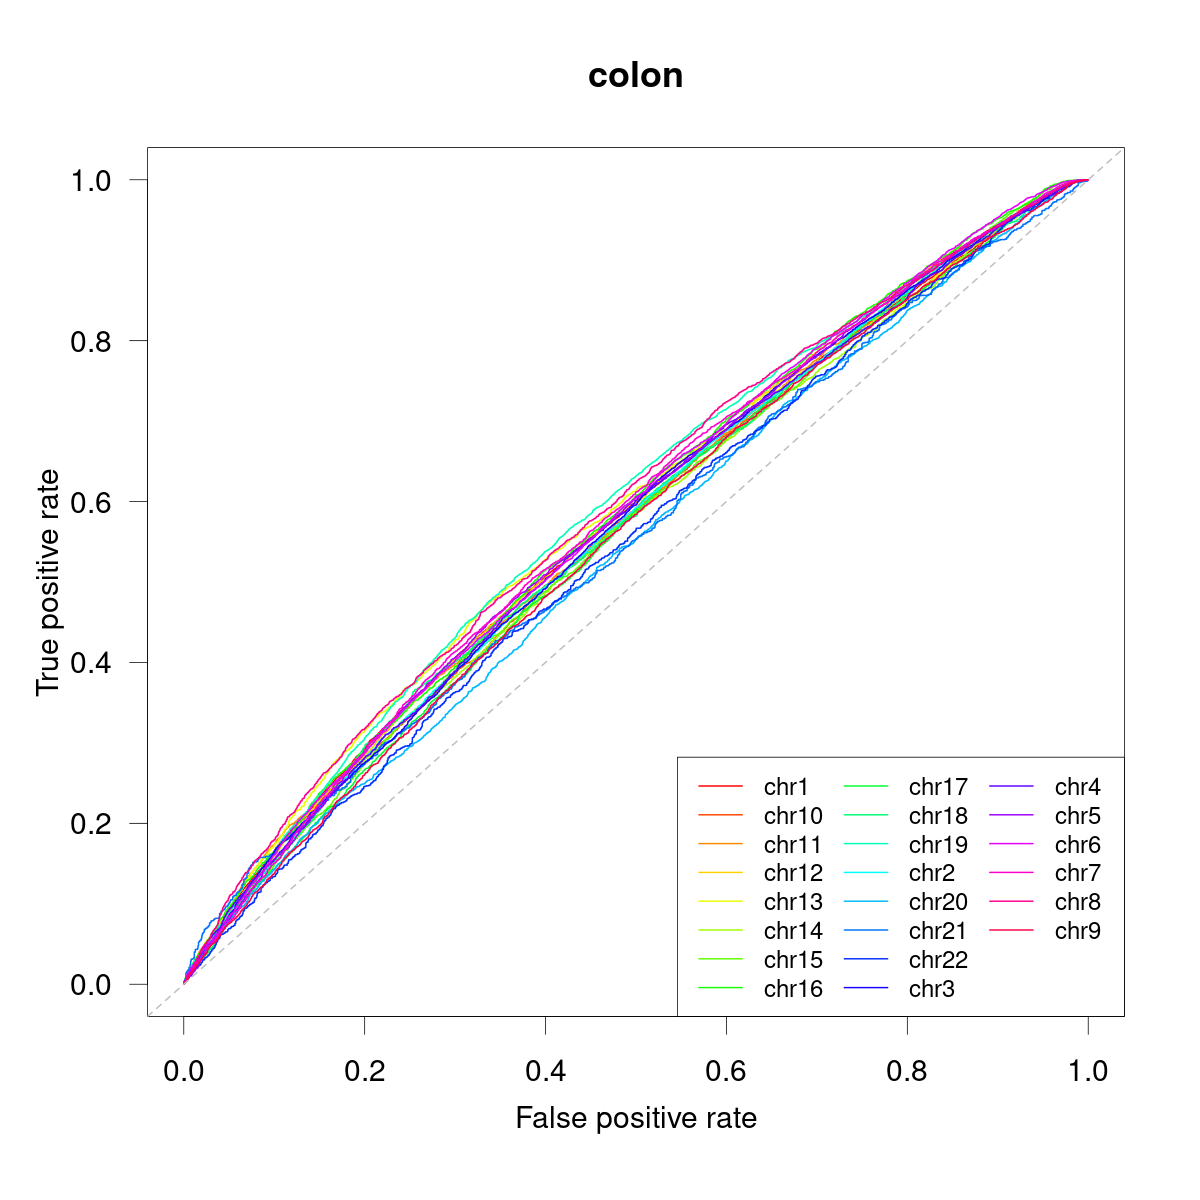 colon
True positive rate
1.0
0.8
0.6
0.4
0.2
0.0
chr1 chr17 chr4
chr10 chr18 chr5
chr11 chr19 chr6
chr12 chr2 chr7
chr13 chr20 chr8
chr14 chr21 chr9
chr15 chr22
chr16 chr3
0.0 0.2 0.4 0.6 0.8 1.0
False positive rate